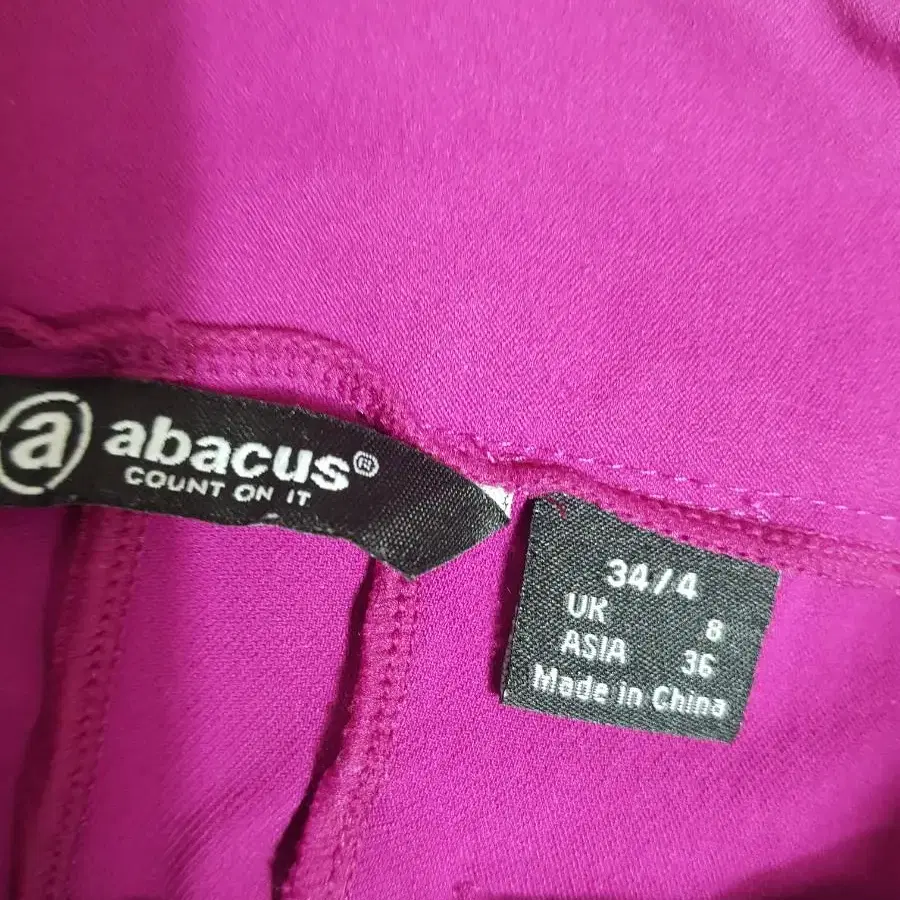 a abacus®
COUNT ON IT
34/4
UK 8
ASIA 36
Made in China